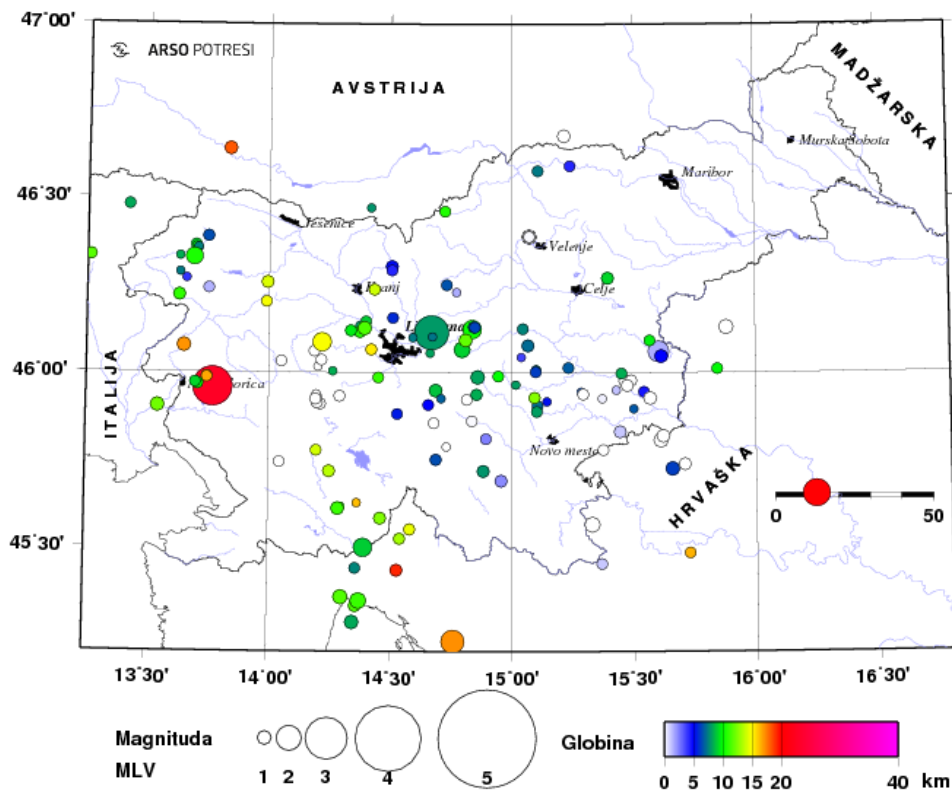 47°00'
ARSO POTRESI
AVSTRIJA
MADŽARSKA
Murska Sobota
46°30'
Maribor
Jesenice
Velenje
Kranj
Celje
46°00'
ITALIJA
Novo mesto
HRVAŠKA
0 50
45°30'
13°30' 14°00' 14°30' 15°00' 15°30' 16°00' 16°30'
Magnituda
MLV
1 2 3 4 5
Globina
0 5 10 15 20 40 km